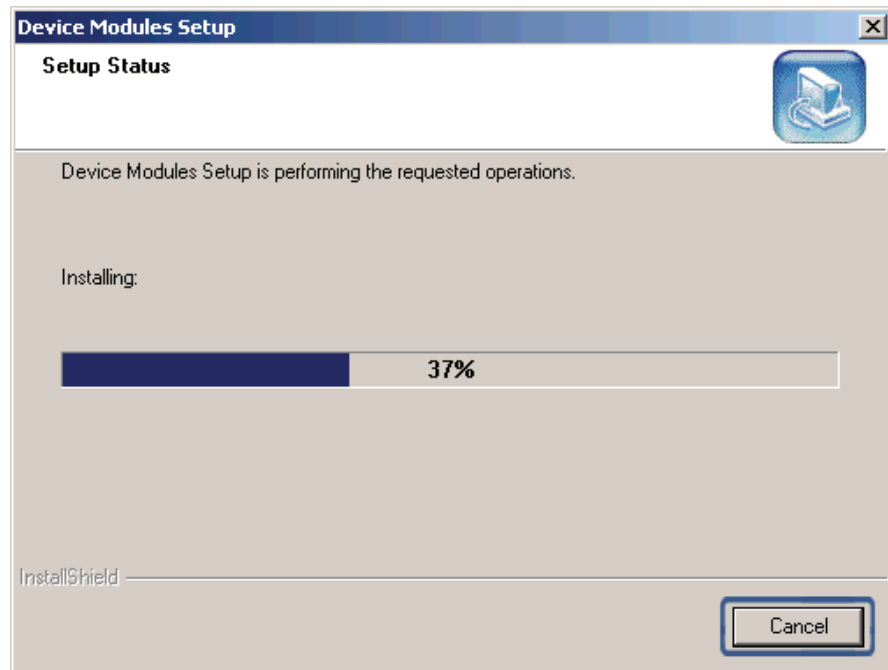 Device Modules Setup
Setup Status
Device Modules Setup is performing the requested operations.
Installing:
37%
InstallShield
Cancel